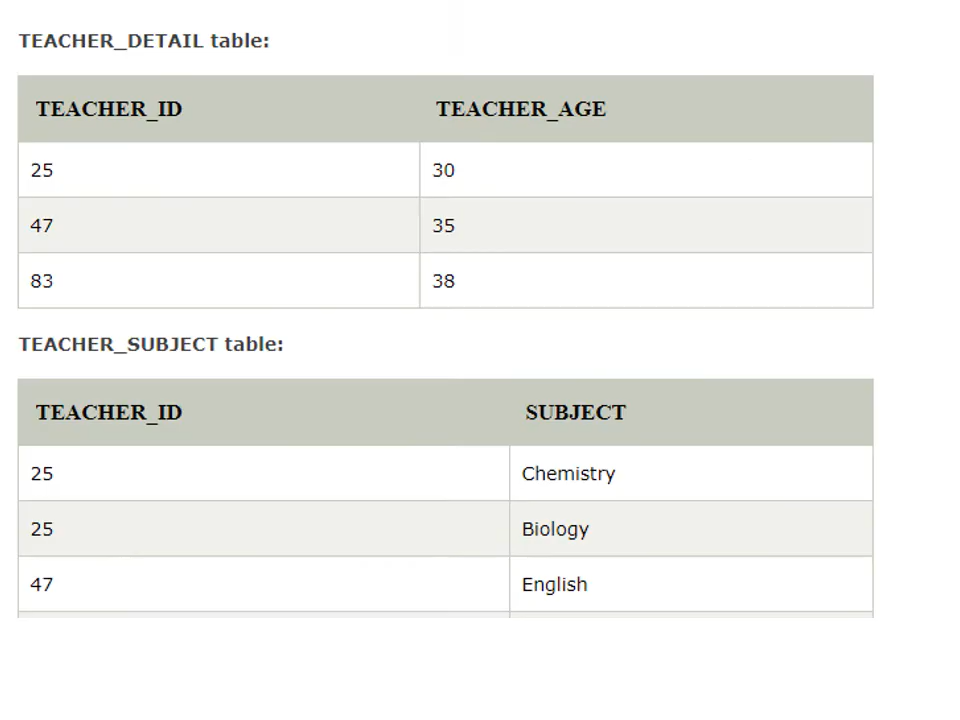 TEACHER_DETAIL table:
TEACHER_ID TEACHER_AGE
25 30
47 35
83 38
TEACHER_SUBJECT table:
TEACHER_ID SUBJECT
25 Chemistry
25 Biology
47 English